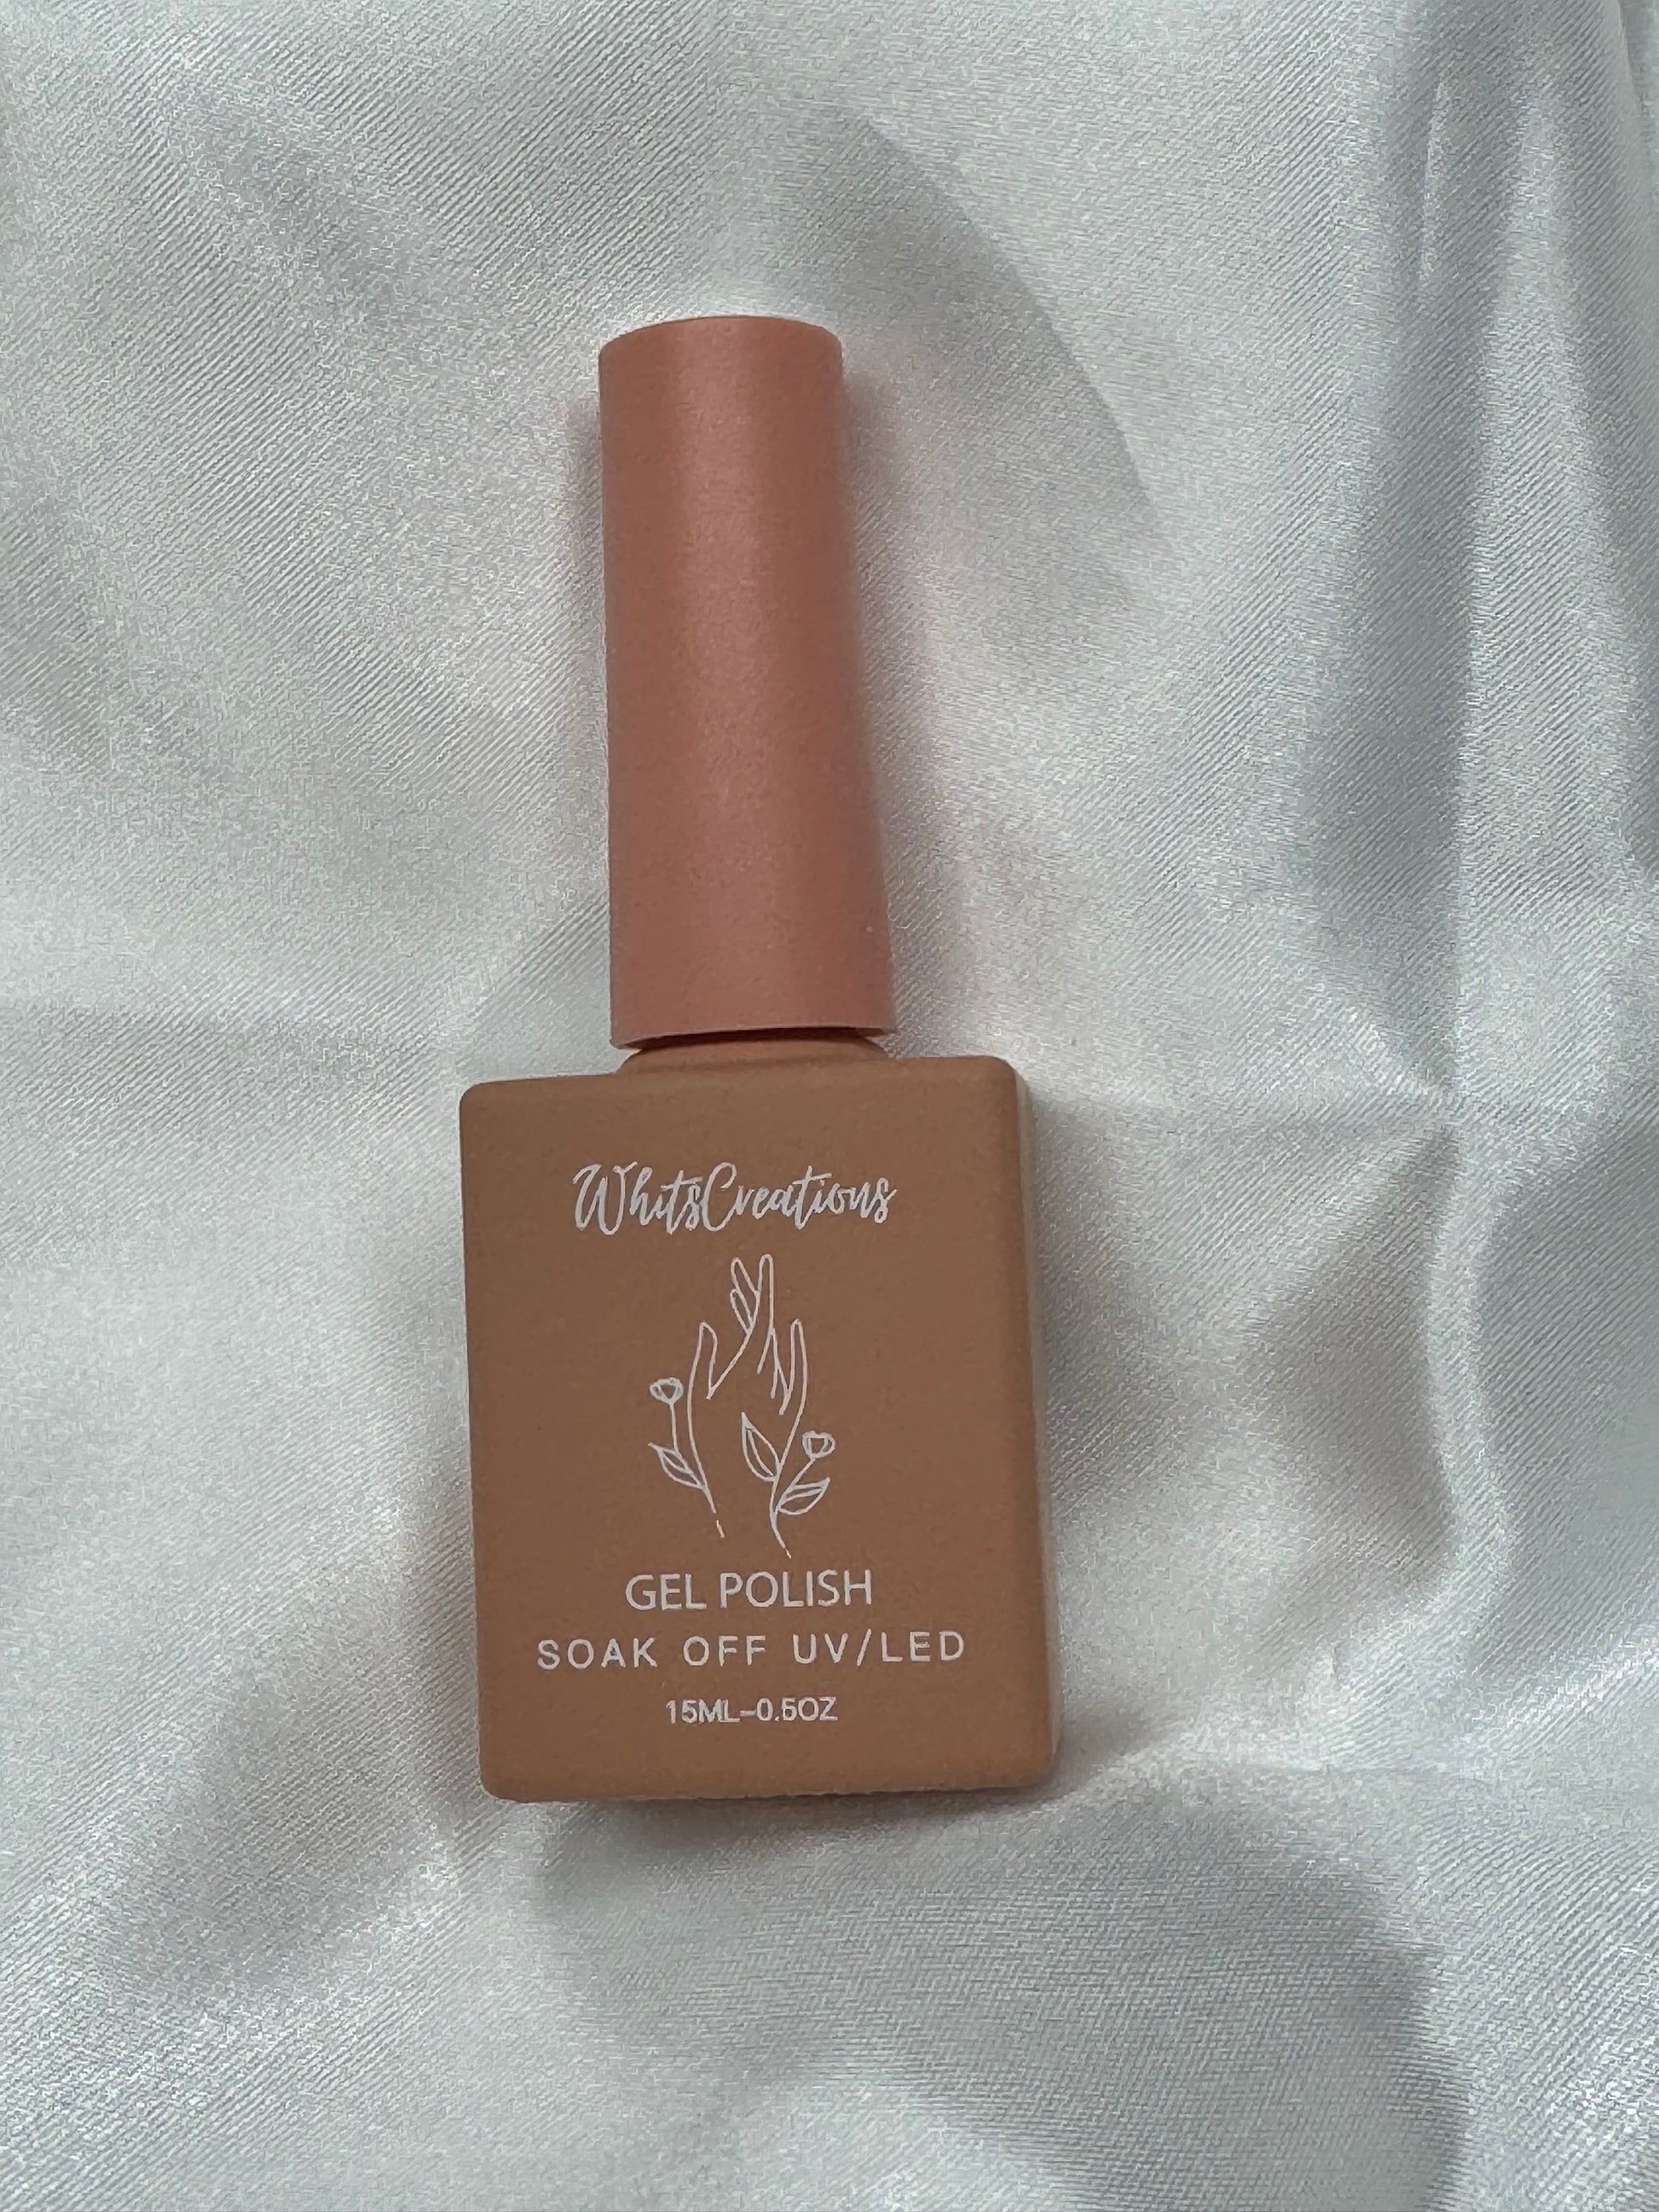 WhitsCreations
GEL POLISH
SOAK OFF UV/LED
15ML-0.5OZ